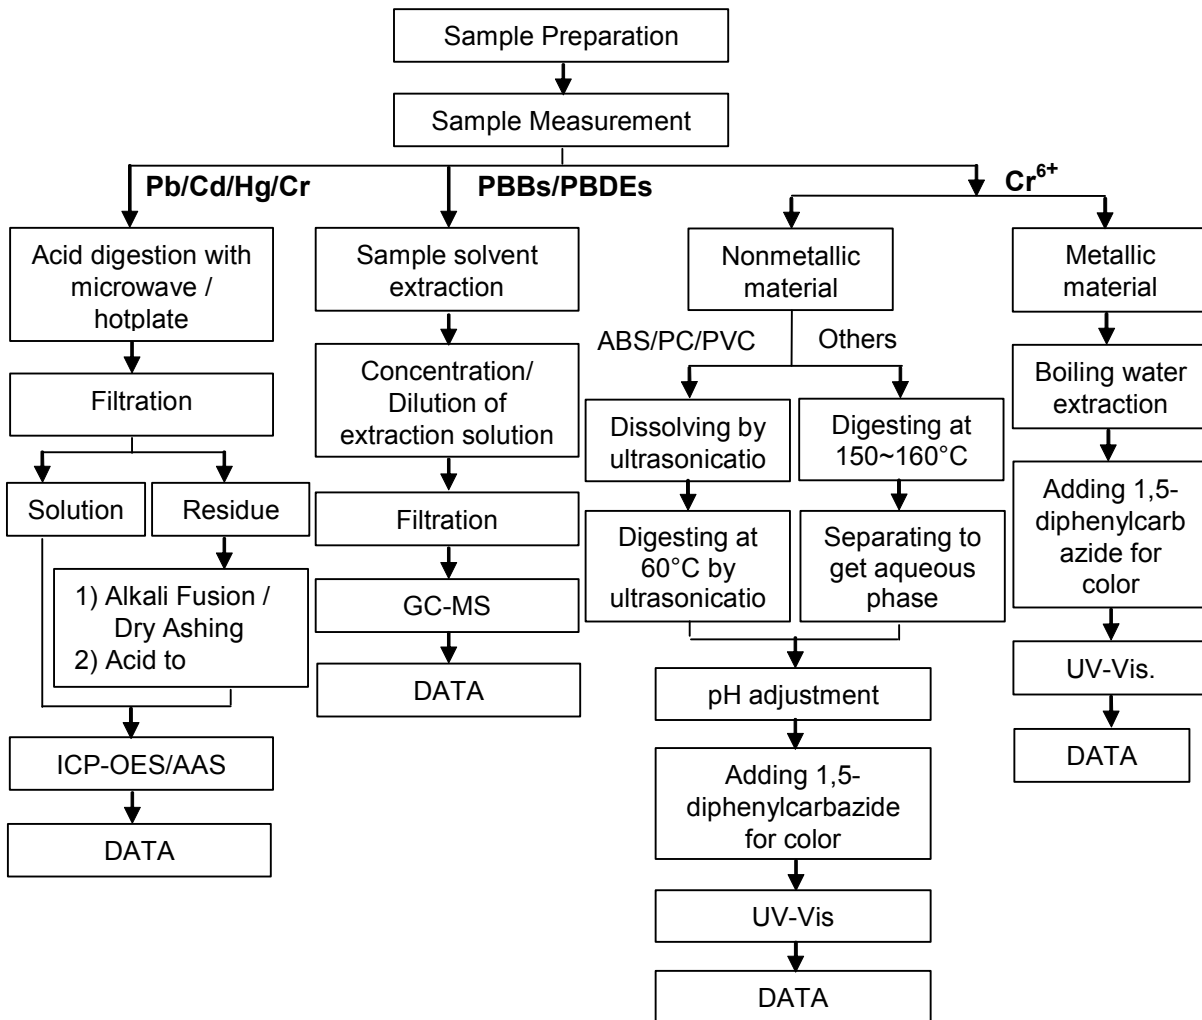 Sample Preparation
Sample Measurement
Pb/Cd/Hg/Cr
PBBs/PBDEs
Cr⁶⁺
Acid digestion with
microwave /
hotplate
Filtration
Solution
Residue
1) Alkali Fusion /
Dry Ashing
2) Acid to
ICP-OES/AAS
DATA
Sample solvent
extraction
Concentration/
Dilution of
extraction solution
Filtration
GC-MS
DATA
Nonmetallic
material
ABS/PC/PVC
Others
Dissolving by
ultrasonicatio
Digesting at
60°C by
ultrasonicatio
Digesting at
150~160°C
Separating to
get aqueous
phase
pH adjustment
Adding 1,5-
diphenylcarbazide
for color
UV-Vis
DATA
Metallic
material
Boiling water
extraction
Adding 1,5-
diphenylcarb
azide for
color
UV-Vis.
DATA